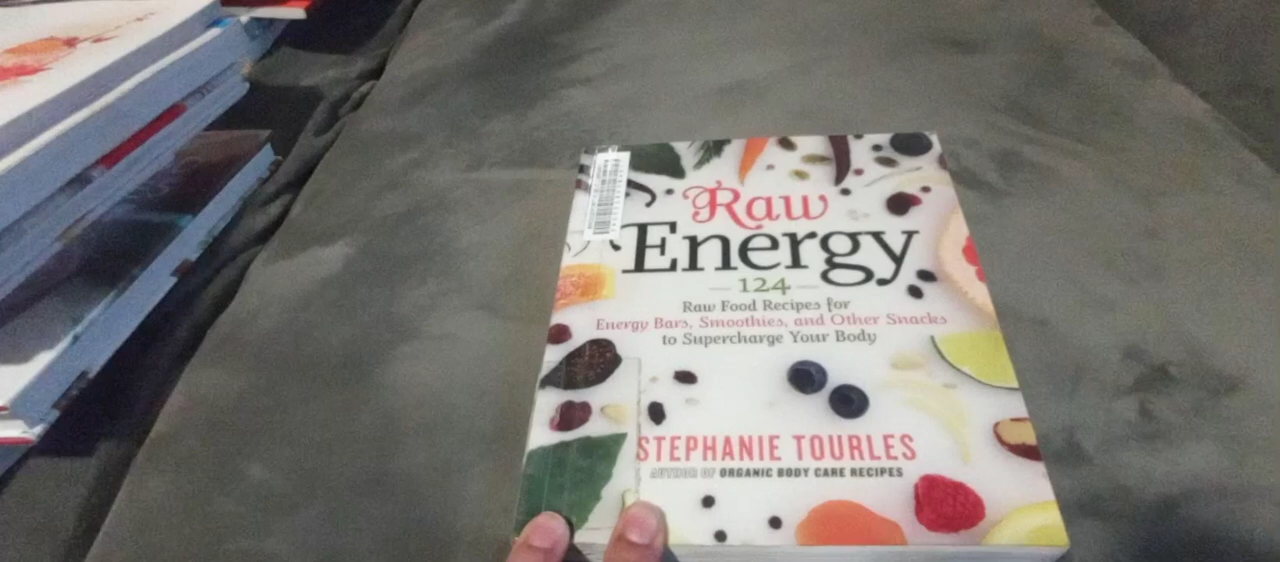 Raw
Energy
124
Raw Food Recipes for
Energy Bars, Smoothies, and Other Snacks
to Supercharge Your Body
STEPHANIE TOURLES
AUTHOR OF ORGANIC BODY CARE RECIPES